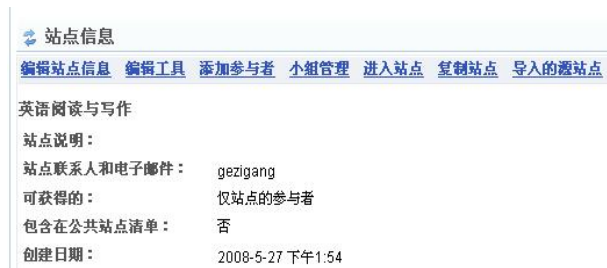 站点信息
编辑站点信息 编辑工具 添加参与者 小组管理 进入站点 复制站点 导入的源站点
英语阅读与写作
站点说明：
站点联系人和电子邮件： gezigang
可获得的： 仅站点的参与者
包含在公共站点清单： 否
创建日期： 2008-5-27 下午1:54